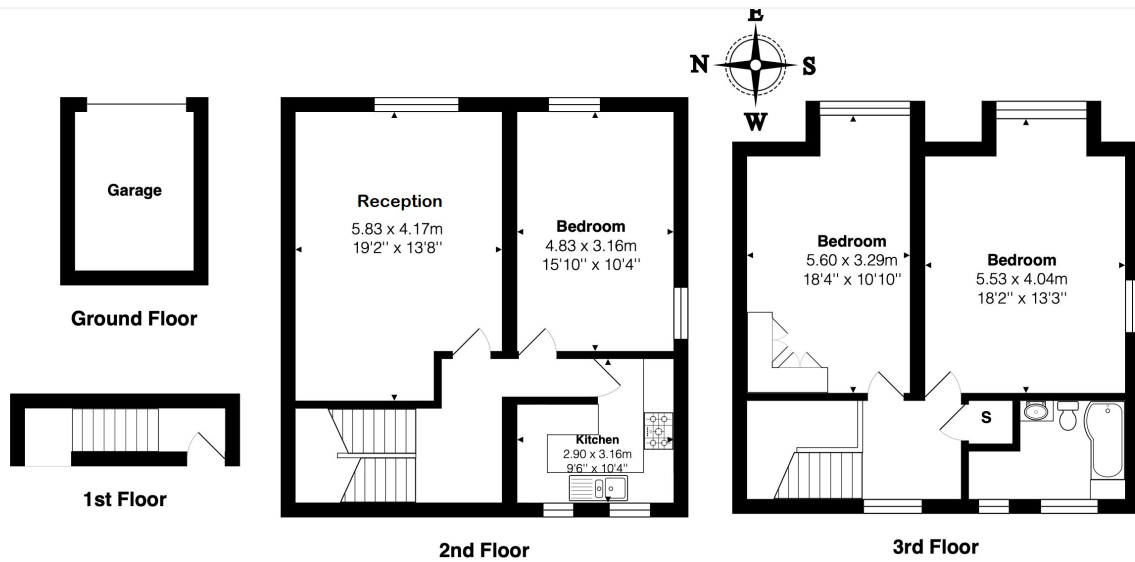 E
N
S
W
Garage
Ground Floor
1st Floor
Reception
5.83 x 4.17m
19'2'' x 13'8''
Bedroom
4.83 x 3.16m
15'10'' x 10'4''
Kitchen
2.90 x 3.16m
9'6'' x 10'4''
2nd Floor
Bedroom
5.60 x 3.29m
18'4'' x 10'10''
Bedroom
5.53 x 4.04m
18'2'' x 13'3''
S
3rd Floor